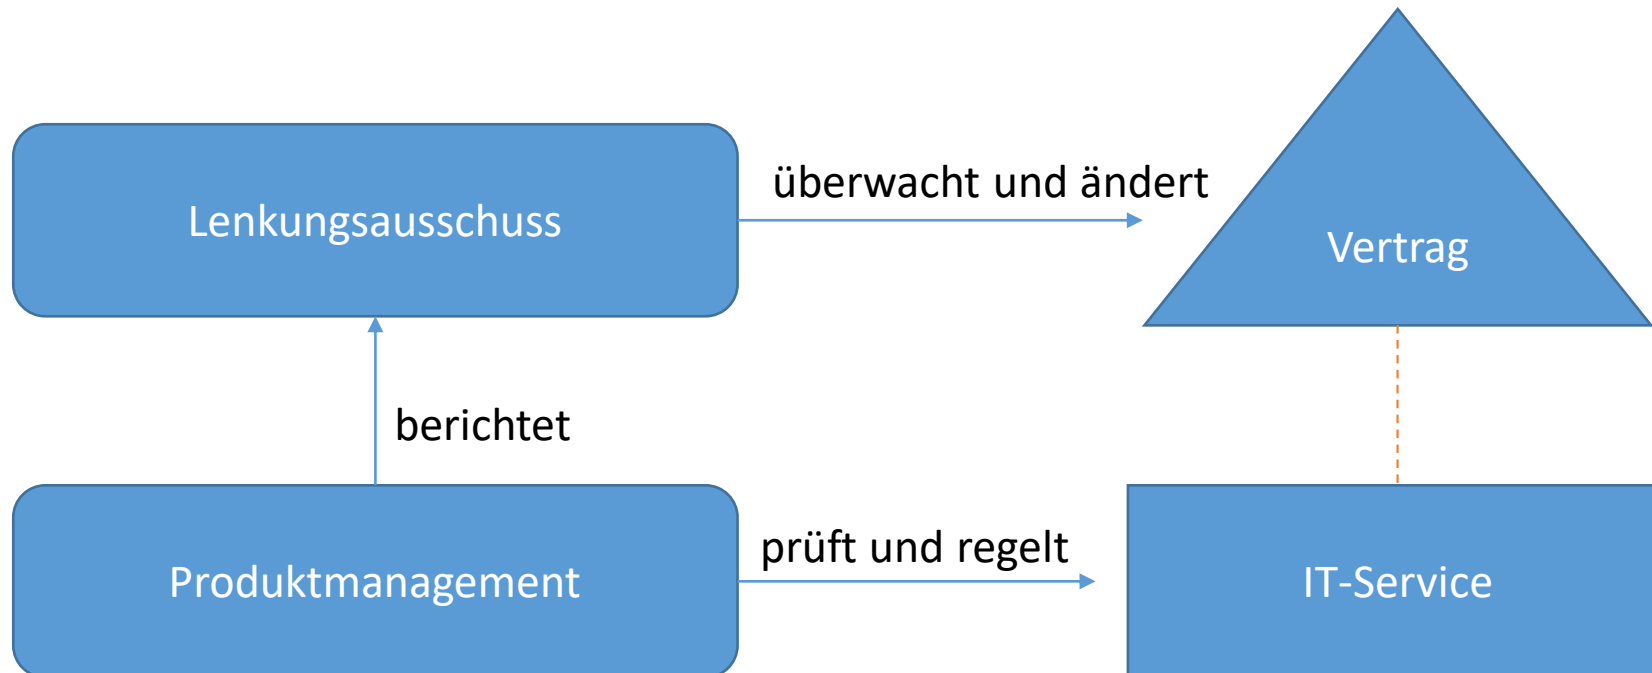 Lenkungsausschuss
überwacht und ändert
Vertrag
berichtet
Produktmanagement
prüft und regelt
IT-Service